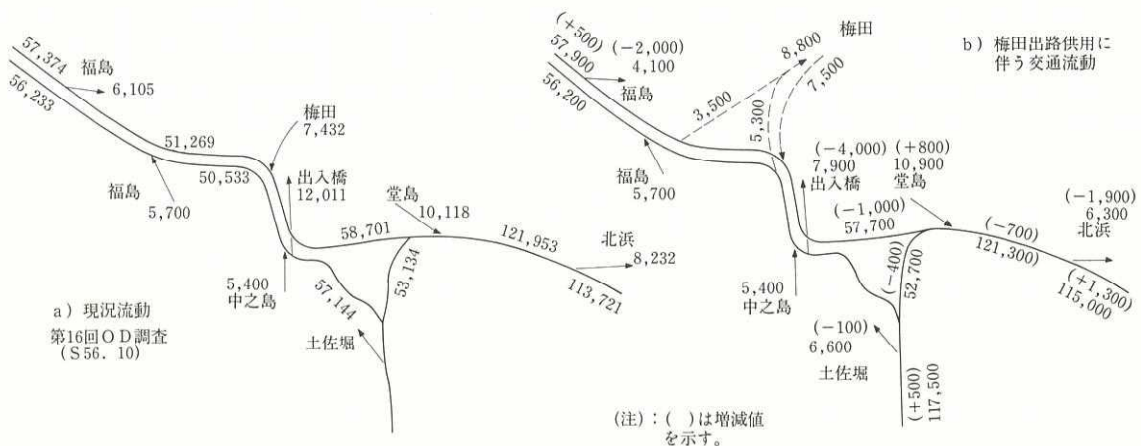 57,374
56,233
福島
6,105
51,269
50,533
福島
5,700
梅田
7,432
出入橋
12,011
58,701
堂島
10,118
121,953
北浜
8,232
113,721
53,134
5,400
中之島
57,144
土佐堀
a) 現況流動
第16回OD調査
(S56. 10)
(+500)
57,900
56,200
(-2,000)
4,100
福島
福島
5,700
3,500
8,800
梅田
7,500
5,300
b) 梅田出路供用に
伴う交通流動
(-4,000)
7,900
出入橋
(+800)
10,900
堂島
(-1,000)
57,700
(-700)
121,300)
(-1,900)
6,300
北浜
(+1,300)
115,000
(-400)
52,700
5,400
中之島
(-100)
6,600
土佐堀
(+500)
117,500
(注):( )は増減値
を示す。